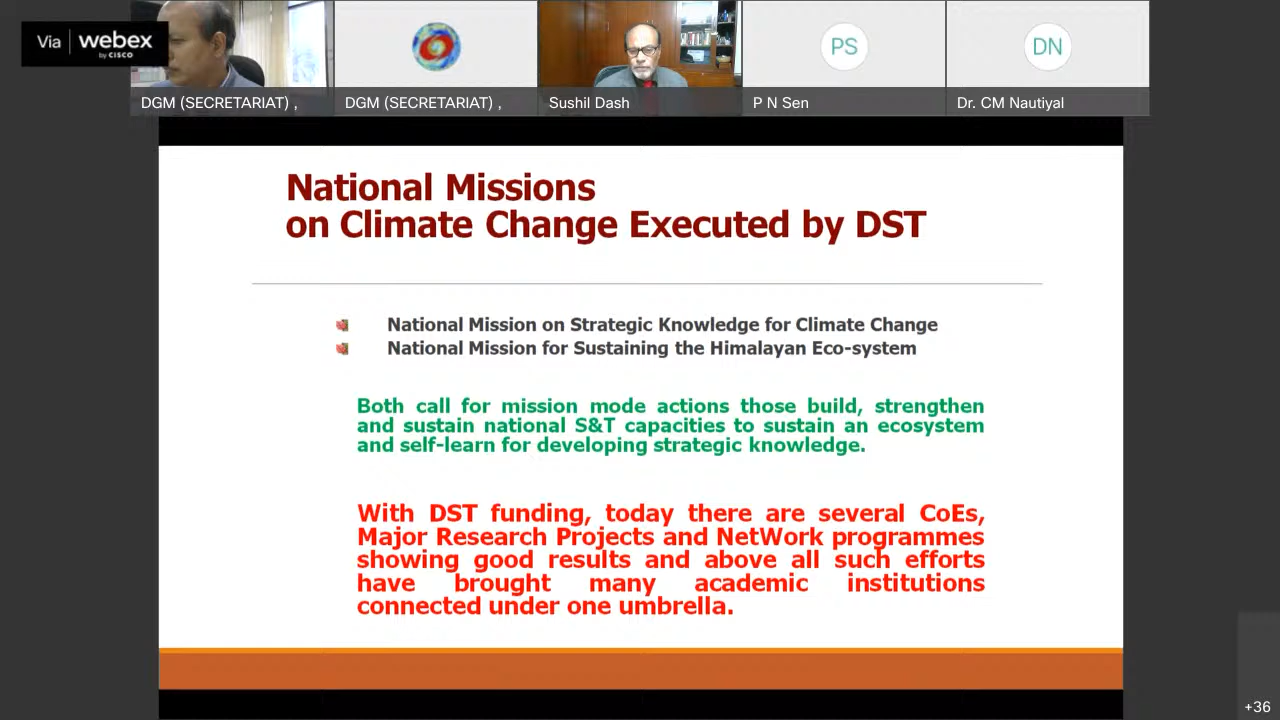 Via webex
by CISCO
PS
DN
DGM (SECRETARIAT) ,
DGM (SECRETARIAT) ,
Sushil Dash
P N Sen
Dr. CM Nautiyal
National Missions
on Climate Change Executed by DST
National Mission on Strategic Knowledge for Climate Change
National Mission for Sustaining the Himalayan Eco-system
Both call for mission mode actions those build, strengthen
and sustain national S&T capacities to sustain an ecosystem
and self-learn for developing strategic knowledge.
With DST funding, today there are several CoEs,
Major Research Projects and NetWork programmes
showing good results and above all such efforts
have brought many academic institutions
connected under one umbrella.
+36